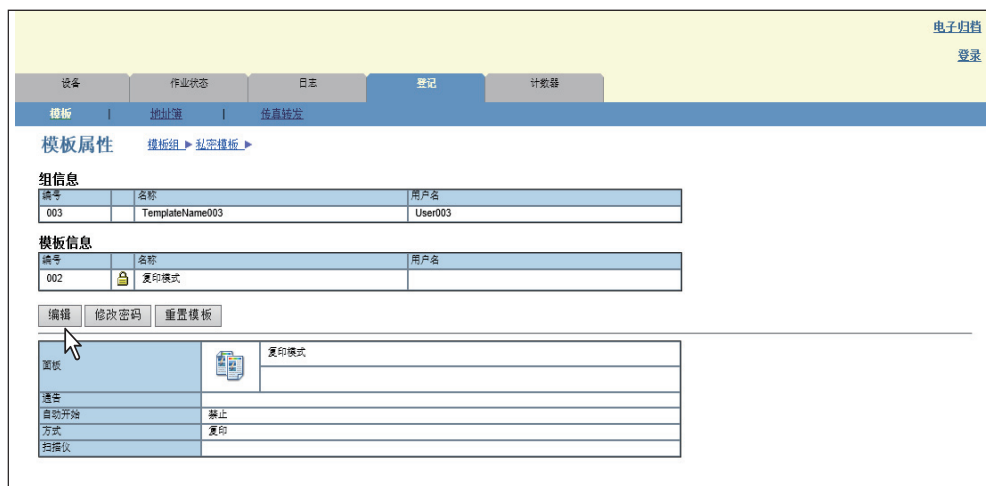 电子归档
登录
设备 作业状态 日志 登记 计数器
模板 | 地址簿 | 传真转发
模板属性 模板组 ▶ 私密模板 ▶
组信息
编号 名称 用户名
003 TemplateName003 User003
模板信息
编号 名称 用户名
002 复印模式
编辑 修改密码 重置模板
面板 复印模式
通告
自动开始 禁止
方式 复印
扫描仪